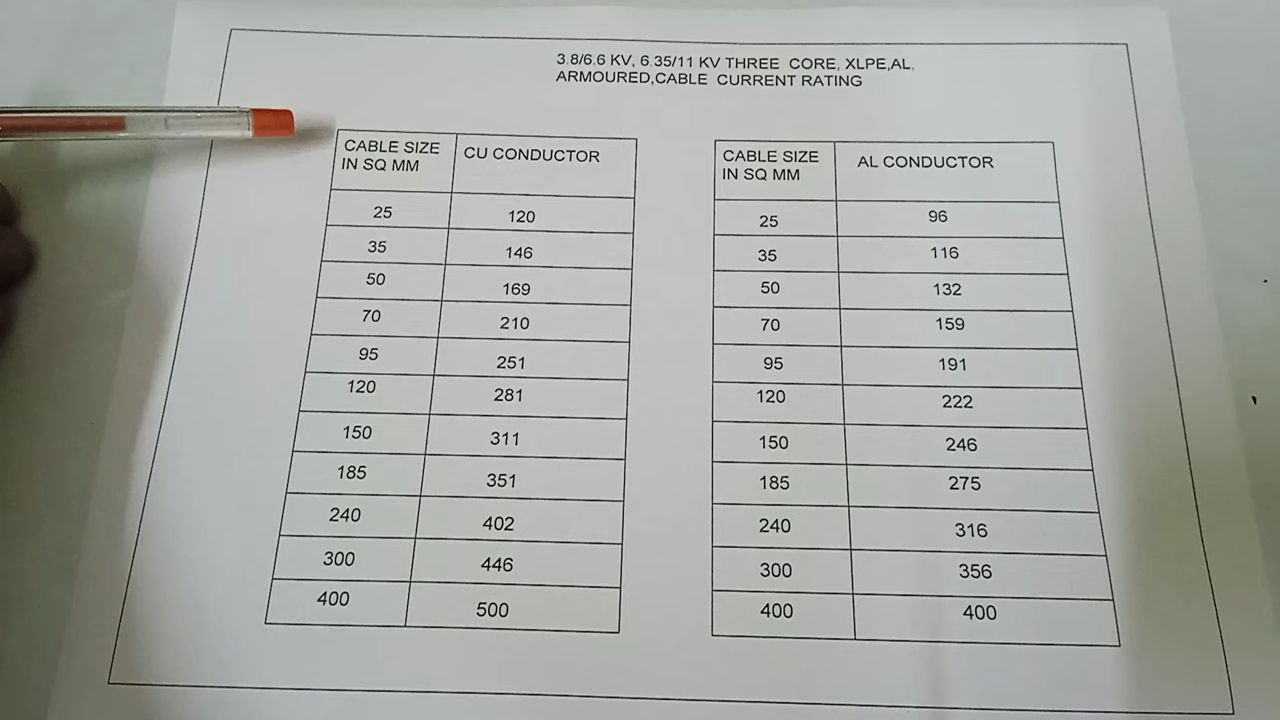 3.8/6.6 KV, 6.35/11 KV THREE CORE, XLPE,AL,
ARMOURED,CABLE CURRENT RATING
CABLE SIZE
IN SQ MM
CU CONDUCTOR
25 120
35 146
50 169
70 210
95 251
120 281
150 311
185 351
240 402
300 446
400 500
CABLE SIZE
IN SQ MM
AL CONDUCTOR
25 96
35 116
50 132
70 159
95 191
120 222
150 246
185 275
240 316
300 356
400 400